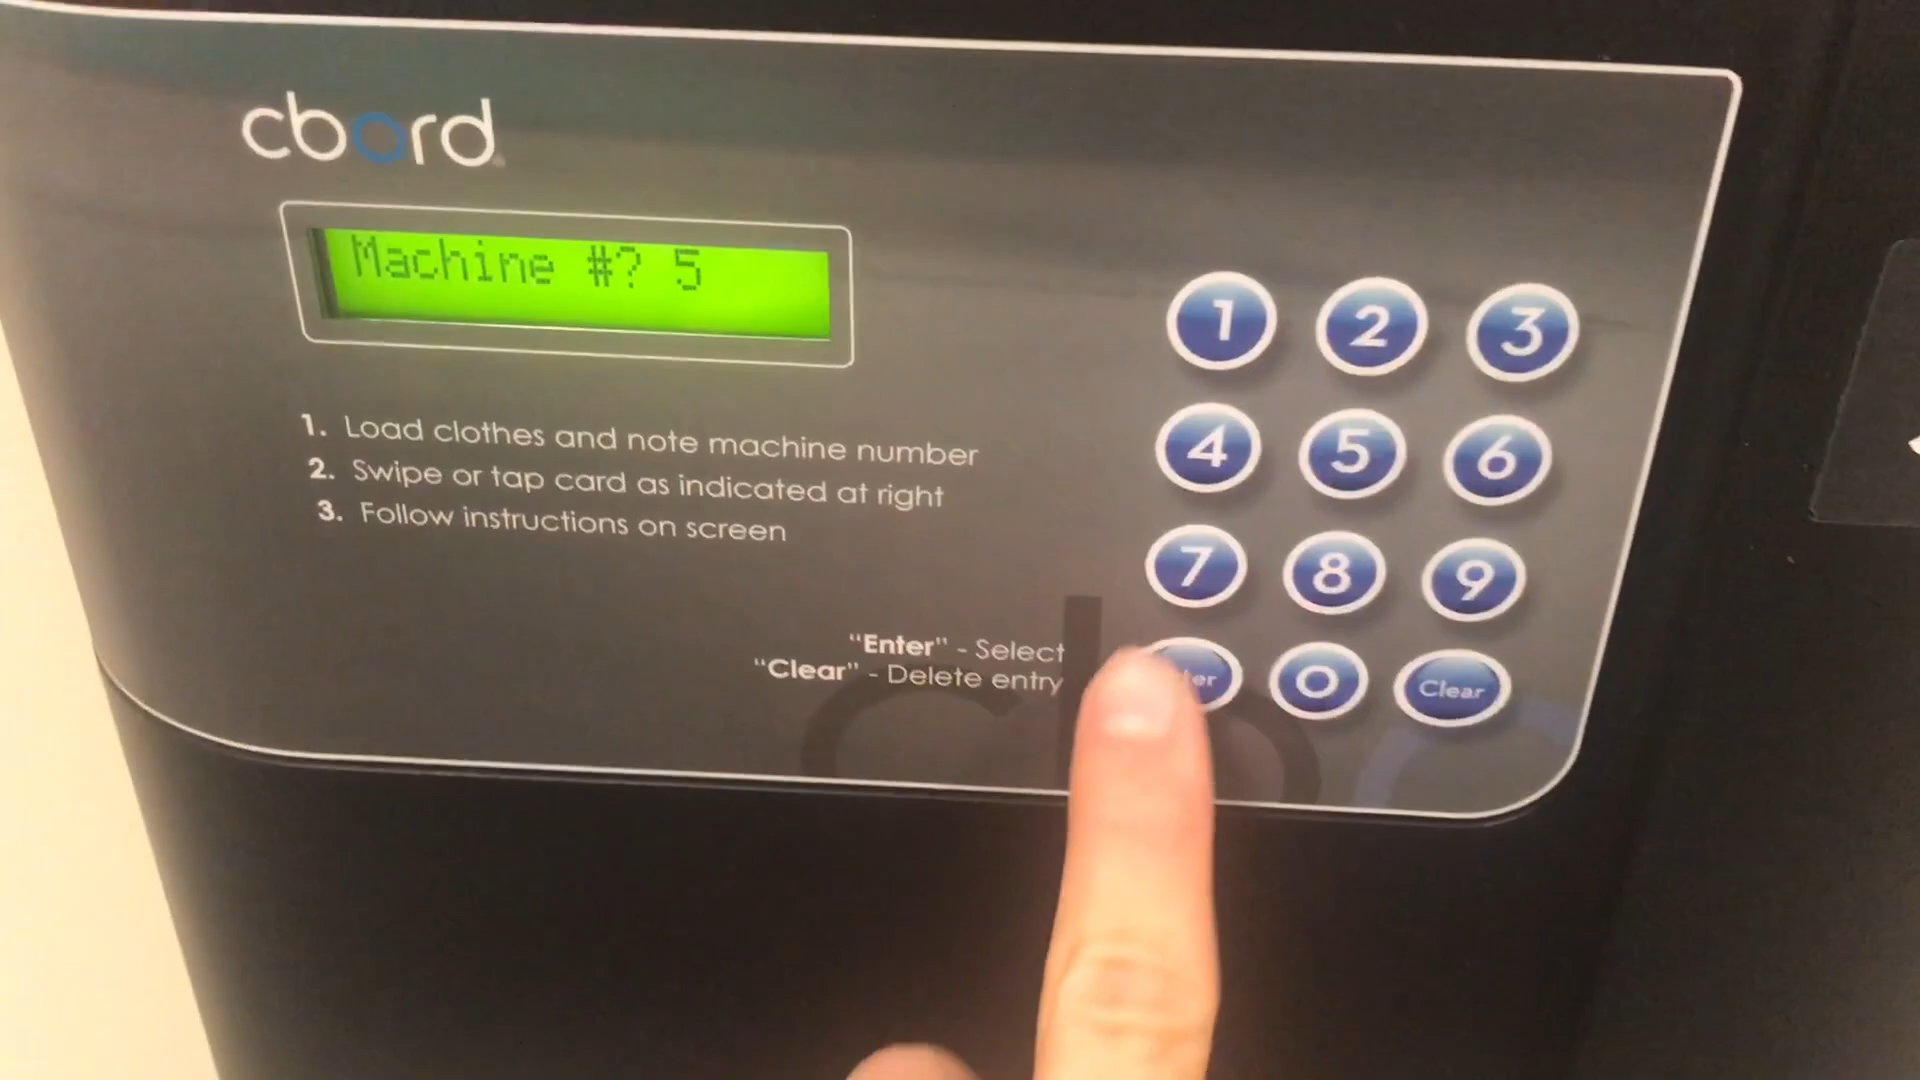 cbord
Machine #? 5
1. Load clothes and note machine number
2. Swipe or tap card as indicated at right
3. Follow instructions on screen
"Enter" - Select
"Clear" - Delete entry
1 2 3
4 5 6
7 8 9
0 Clear